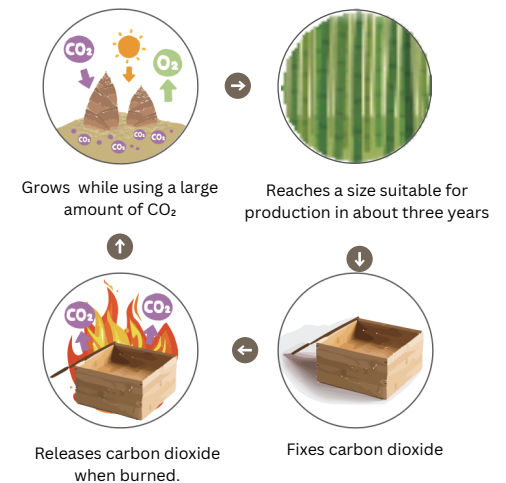 CO₂
O₂
CO₂
CO₂
CO₂
CO₂
Grows while using a large
amount of CO₂
Reaches a size suitable for
production in about three years
CO₂
CO₂
Releases carbon dioxide
when burned.
Fixes carbon dioxide